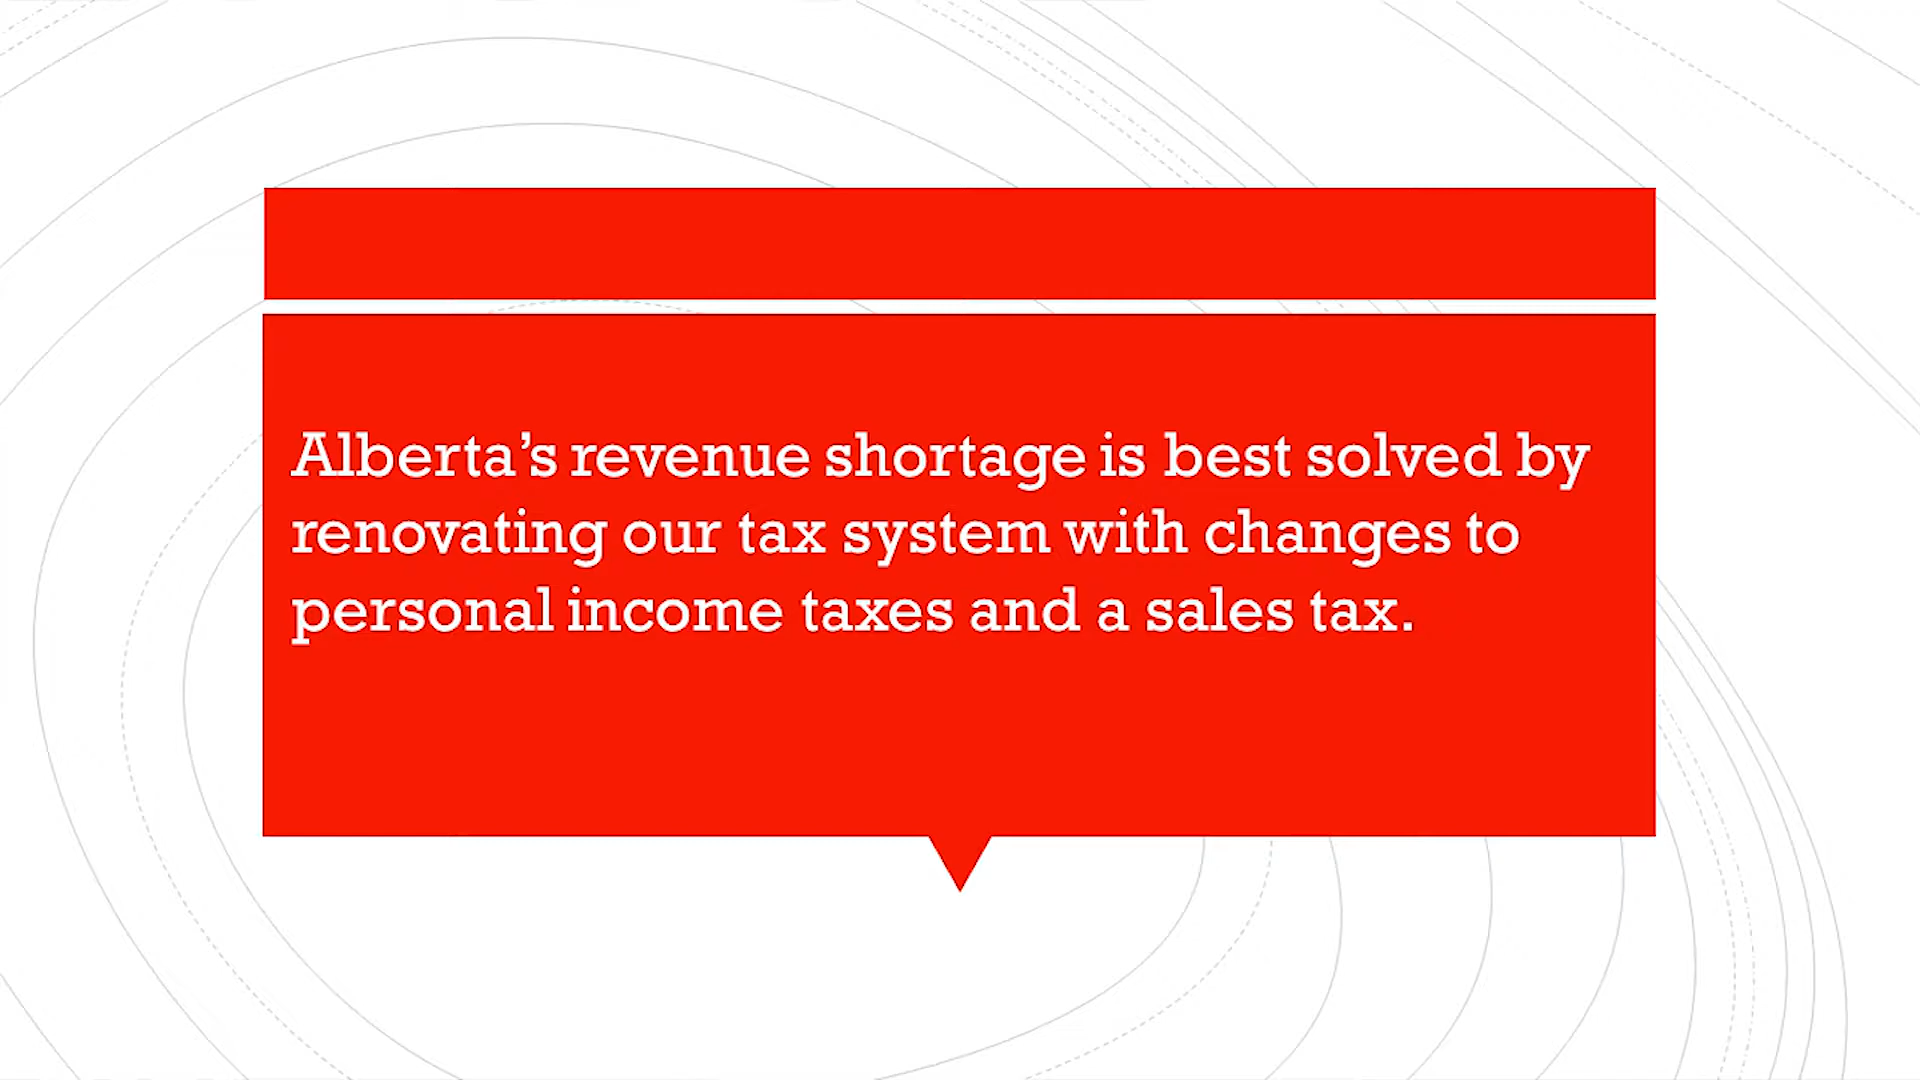 Alberta’s revenue shortage is best solved by
renovating our tax system with changes to
personal income taxes and a sales tax.